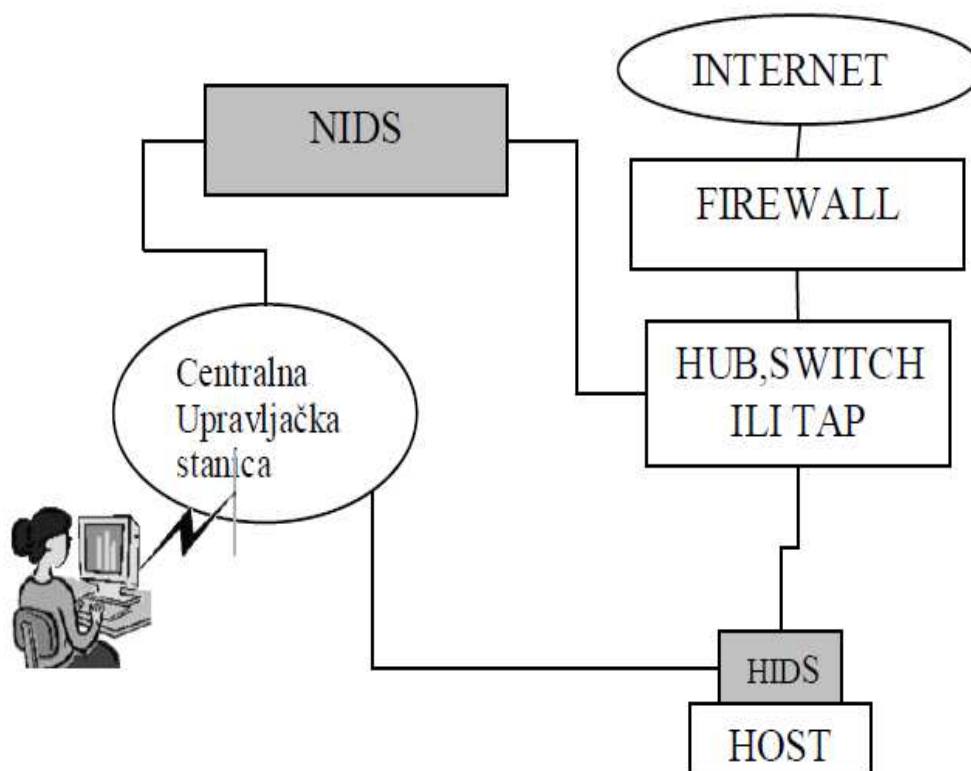 INTERNET
NIDS
FIREWALL
HUB,SWITCH
ILI TAP
Centralna
Upravljačka
stanica
HIDS
HOST